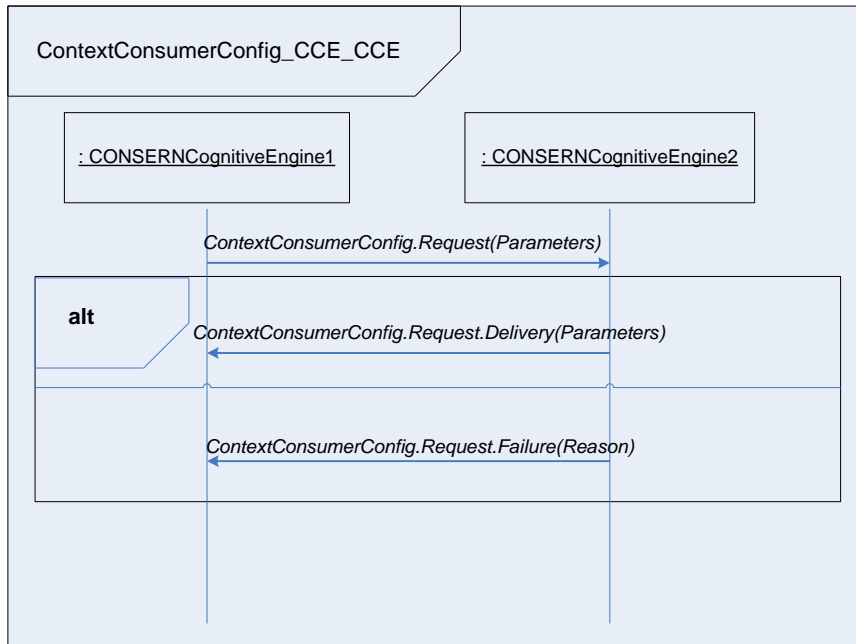 ContextConsumerConfig_CCE_CCE
: CONSERNCognitiveEngine1
: CONSERNCognitiveEngine2
ContextConsumerConfig.Request(Parameters)
alt
ContextConsumerConfig.Request.Delivery(Parameters)
ContextConsumerConfig.Request.Failure(Reason)